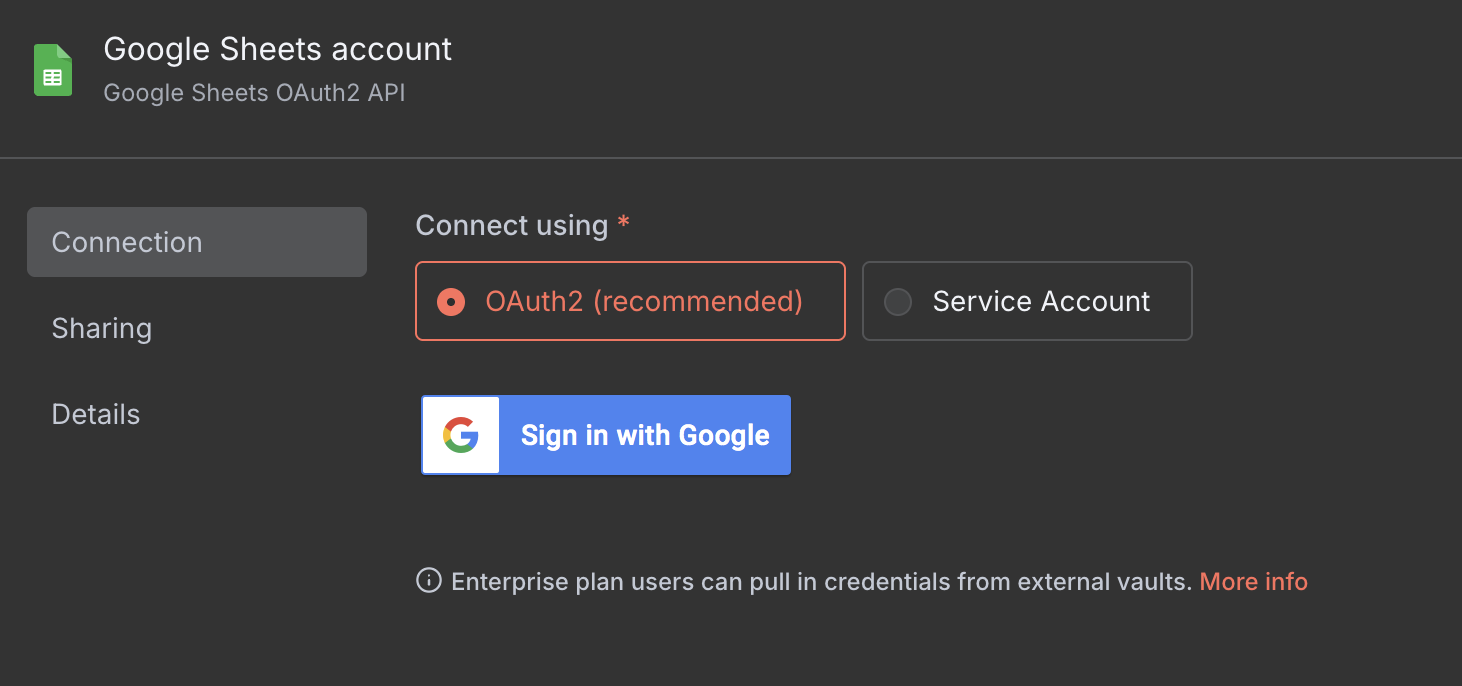 Google Sheets account
Google Sheets OAuth2 API
Connection
Sharing
Details
Connect using *
OAuth2 (recommended)
Service Account
Sign in with Google
Enterprise plan users can pull in credentials from external vaults. More info